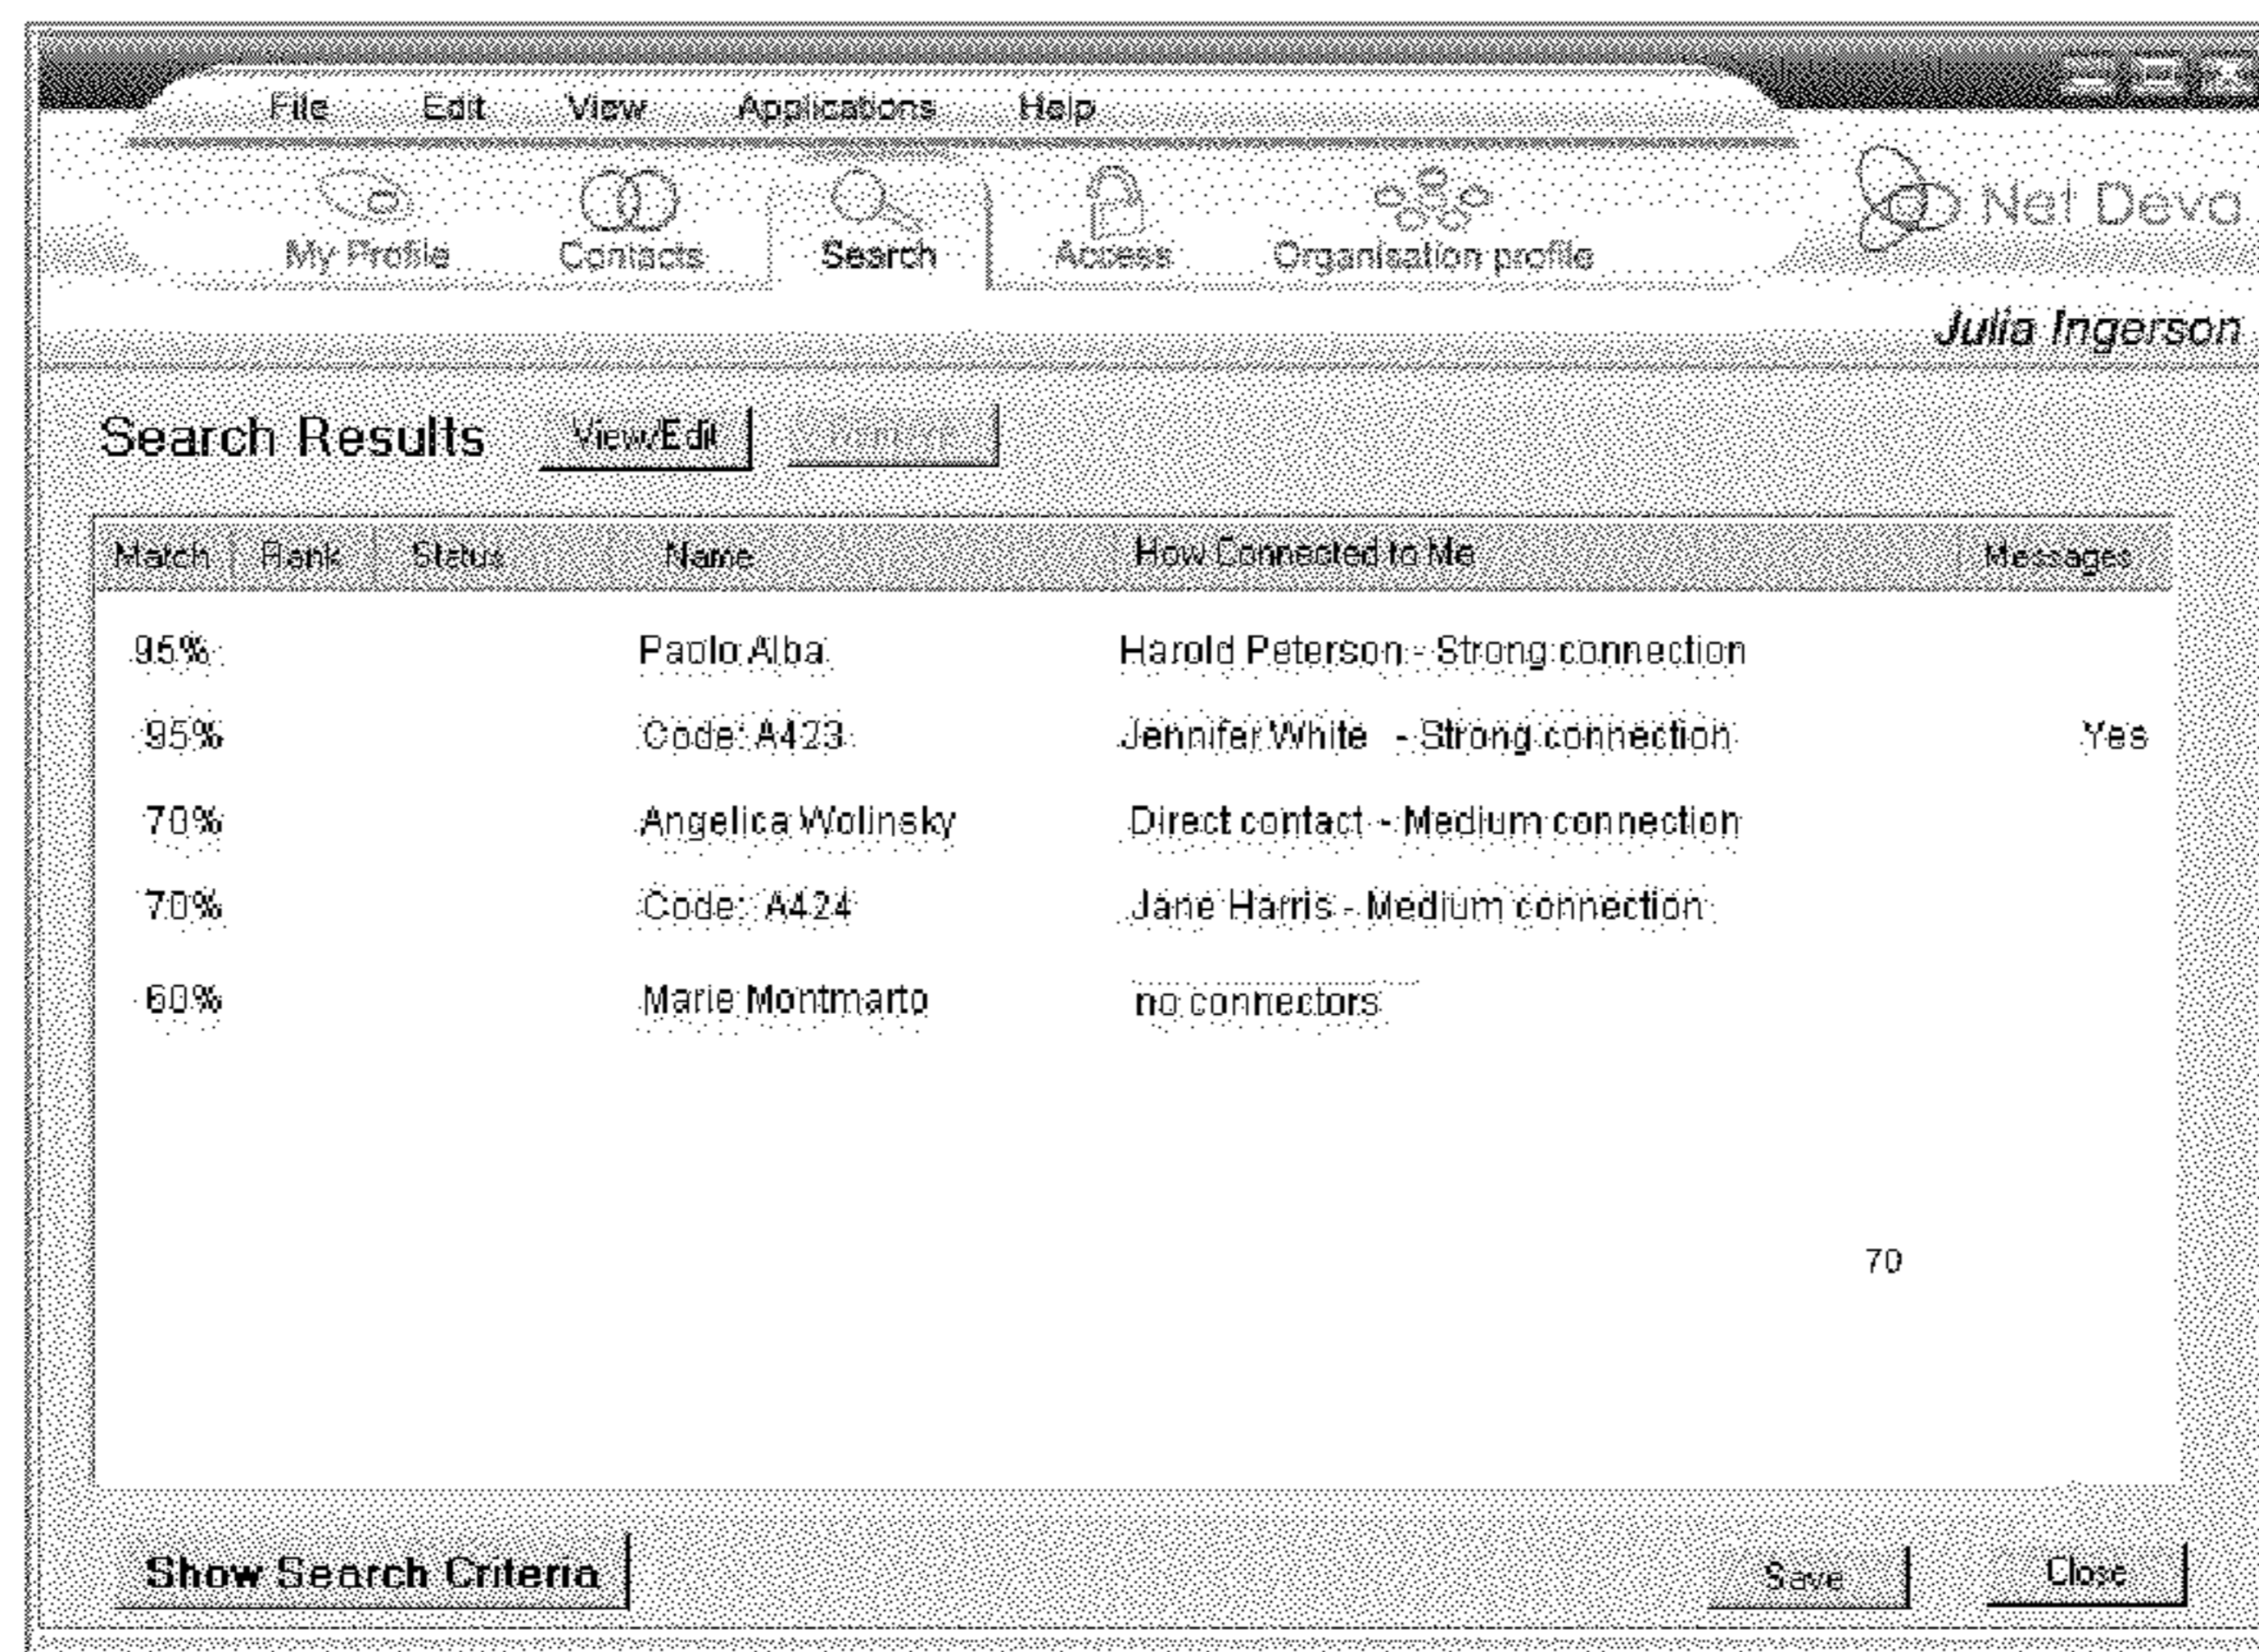 File Edit View Applications Help
My Profile Contacts Search Access Organisation profile Net Deva
Julia Ingerson
Search Results View/Edit
Match Rank Status Name How Connected to Me Messages
95% Paolo Alba Harold Peterson - Strong connection
95% Code: A423 Jennifer White - Strong connection Yes
70% Angelica Wolinsky Direct contact - Medium connection
70% Code: A424 Jane Harris - Medium connection
60% Marie Montmarto no connectors
70
Show Search Criteria Save Close